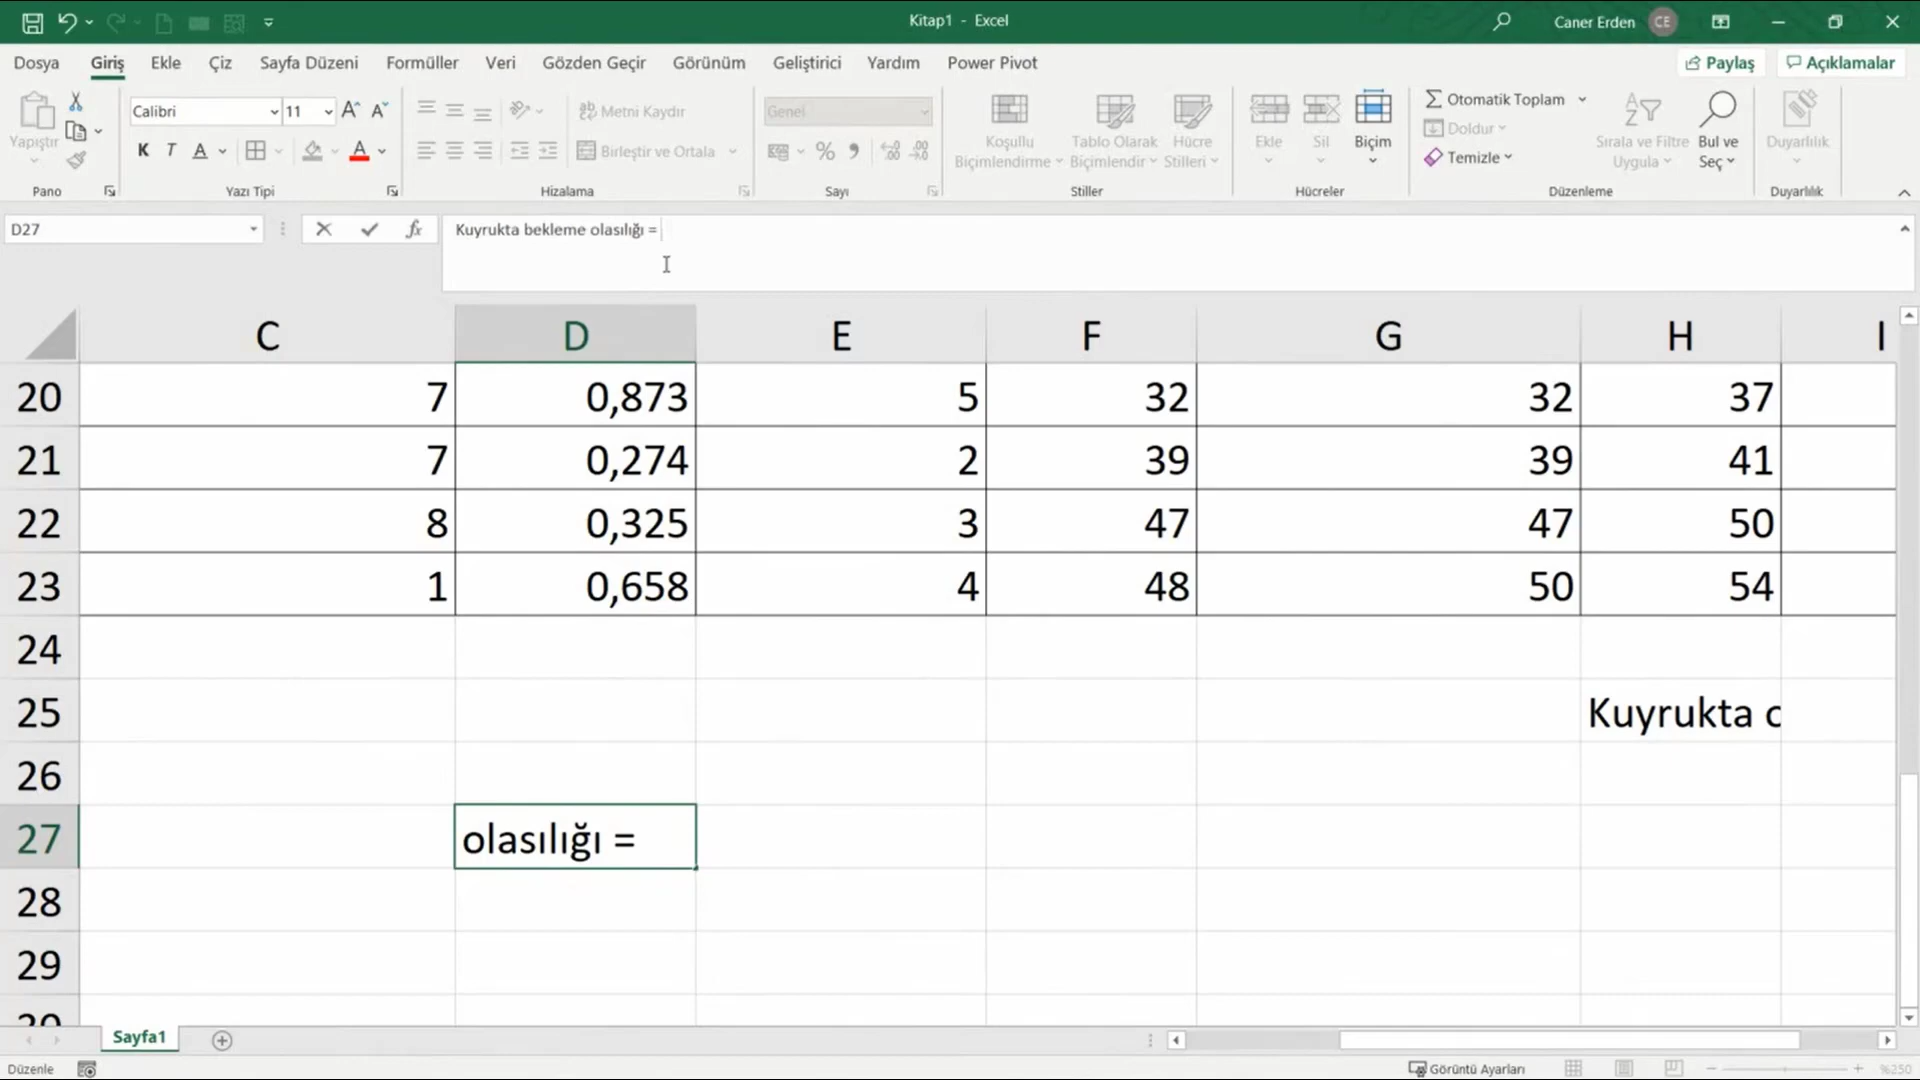 Kitap1 - Excel
Caner Erden CE
Dosya Giriş Ekle Çiz Sayfa Düzeni Formüller Veri Gözden Geçir Görünüm Geliştirici Yardım Power Pivot Paylaş Açıklamalar
Yapıştır
Calibri 11
K T A A
Metni Kaydır
Birleştir ve Ortala
Genel
%
Koşullu Biçimlendirme
Tablo Olarak Biçimlendir
Hücre Stilleri
Ekle Sil Biçim
Otomatik Toplam
Doldur
Temizle
Sırala ve Filtre Uygula
Bul ve Seç
Duyarlılık
Pano Yazı Tipi Hizalama Sayı Stiller Hücreler Düzenleme Duyarlılık
D27 fx Kuyrukta bekleme olasılığı =
C D E F G H I
20 7 0,873 5 32 32 37
21 7 0,274 2 39 39 41
22 8 0,325 3 47 47 50
23 1 0,658 4 48 50 54
24
25 Kuyrukta
26
27 olasılığı =
28
29
30
Sayfa1
Düzenle Görüntü Ayarları %250